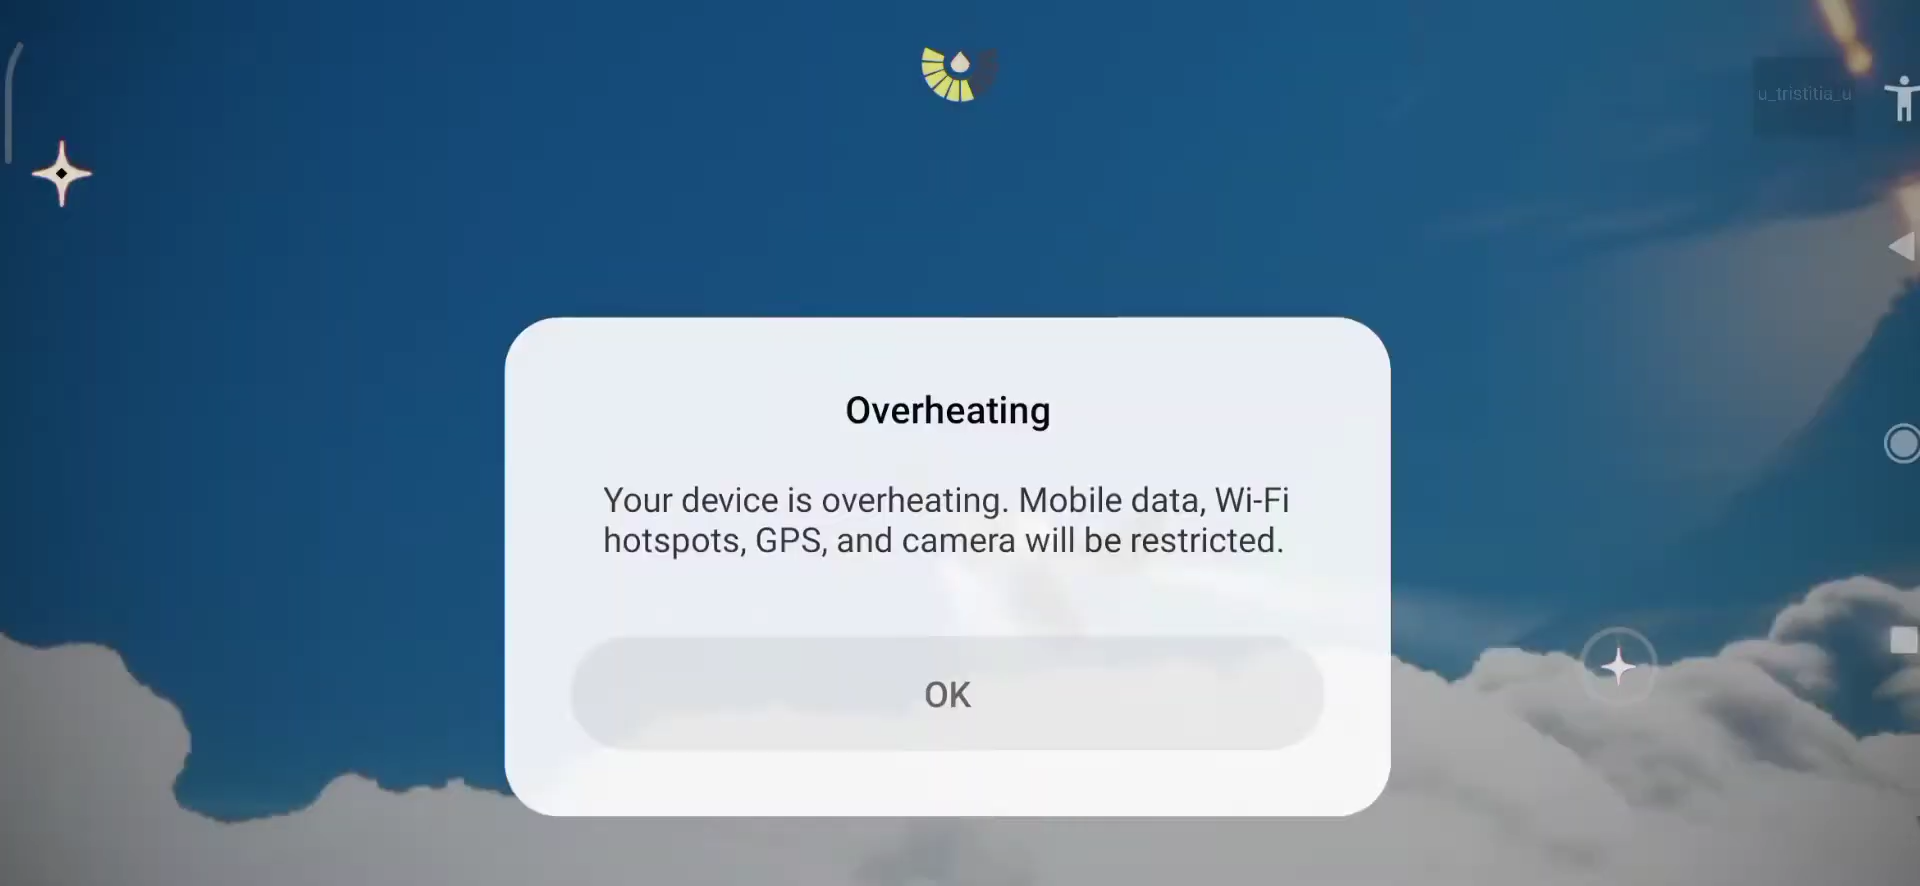 u_tristitia_u
Overheating
Your device is overheating. Mobile data, Wi-Fi
hotspots, GPS, and camera will be restricted.
OK